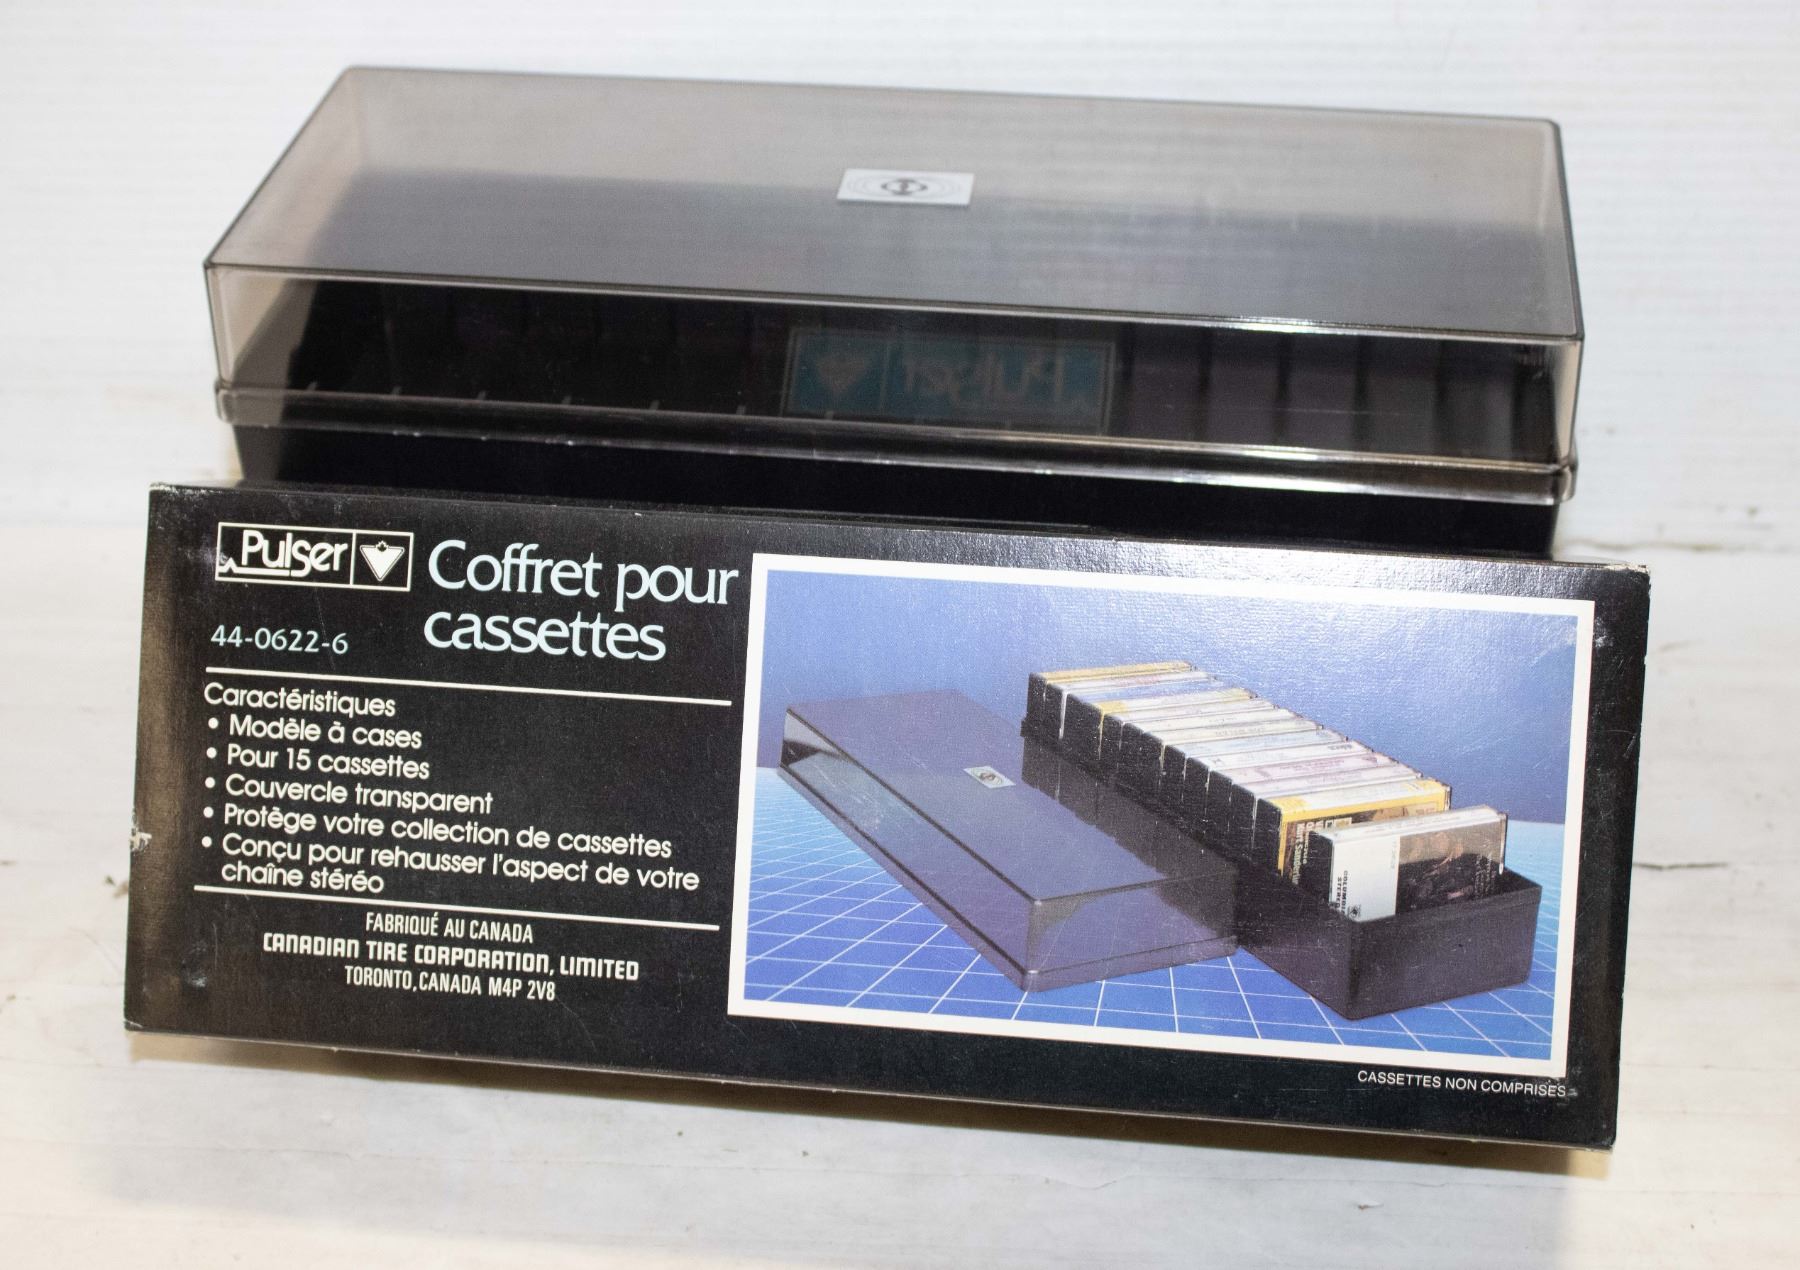 Pulser
Coffret pour
cassettes
44-0622-6
Caractéristiques
• Modèle à cases
• Pour 15 cassettes
• Couvercle transparent
• Protège votre collection de cassettes
• Conçu pour rehausser l'aspect de votre
chaîne stéréo
FABRIQUÉ AU CANADA
CANADIAN TIRE CORPORATION, LIMITED
TORONTO, CANADA M4P 2V8
CASSETTES NON COMPRISES
Pulser